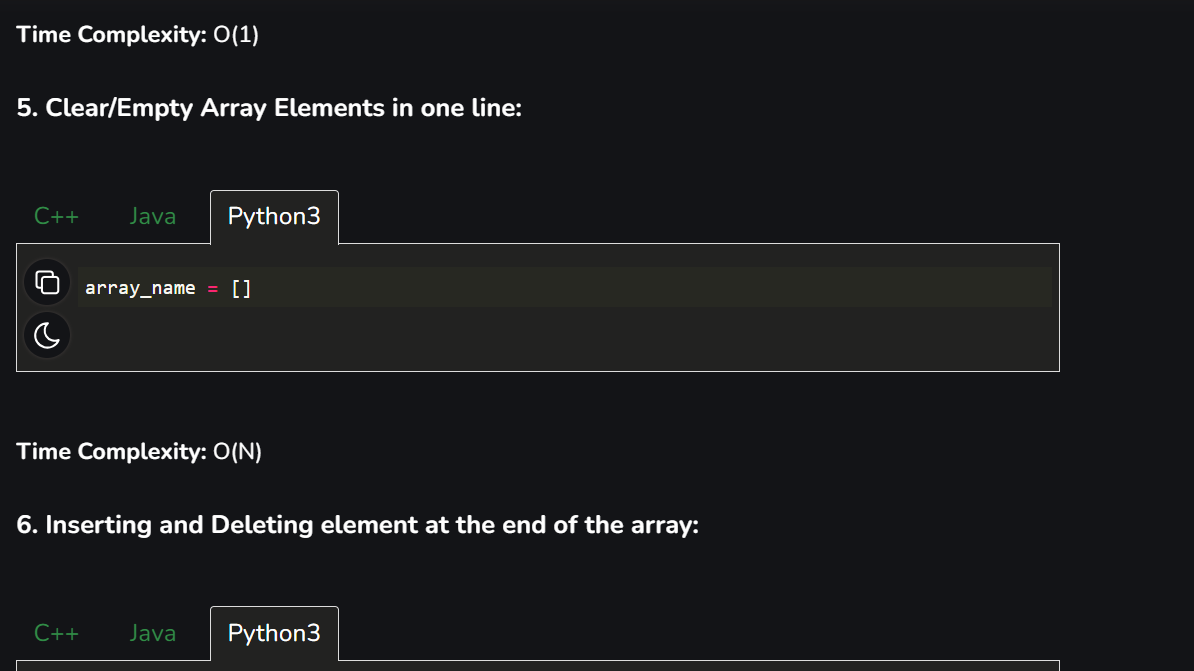 Time Complexity: O(1)
5. Clear/Empty Array Elements in one line:
C++ Java Python3
array_name = []
Time Complexity: O(N)
6. Inserting and Deleting element at the end of the array:
C++ Java Python3